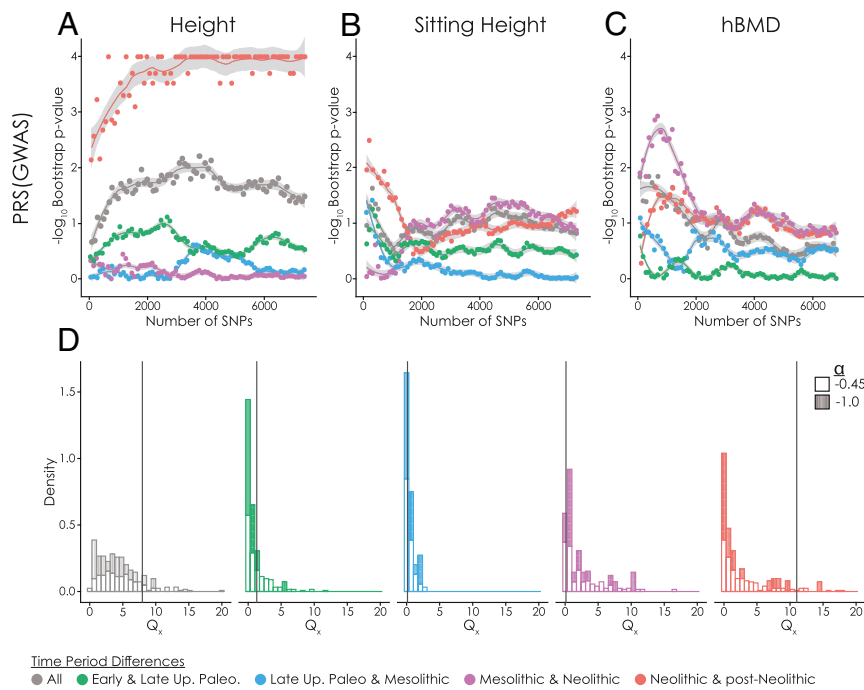 A Height
B Sitting Height
C hBMD
PRS(GWAS)
-log10 Bootstrap p-value
4
3
2
1
0
0 2000 4000 6000
Number of SNPs
-log10 Bootstrap p-value
4
3
2
1
0
0 2000 4000 6000
Number of SNPs
-log10 Bootstrap p-value
4
3
2
1
0
0 2000 4000 6000
Number of SNPs
D
α
-0.45
-1.0
Density
1.5
1.0
0.5
0.0
0 5 10 15 20
Qx
0 5 10 15 20
Qx
0 5 10 15 20
Qx
0 5 10 15 20
Qx
0 5 10 15 20
Qx
Time Period Differences
All Early & Late Up. Paleo. Late Up. Paleo & Mesolithic Mesolithic & Neolithic Neolithic & post-Neolithic